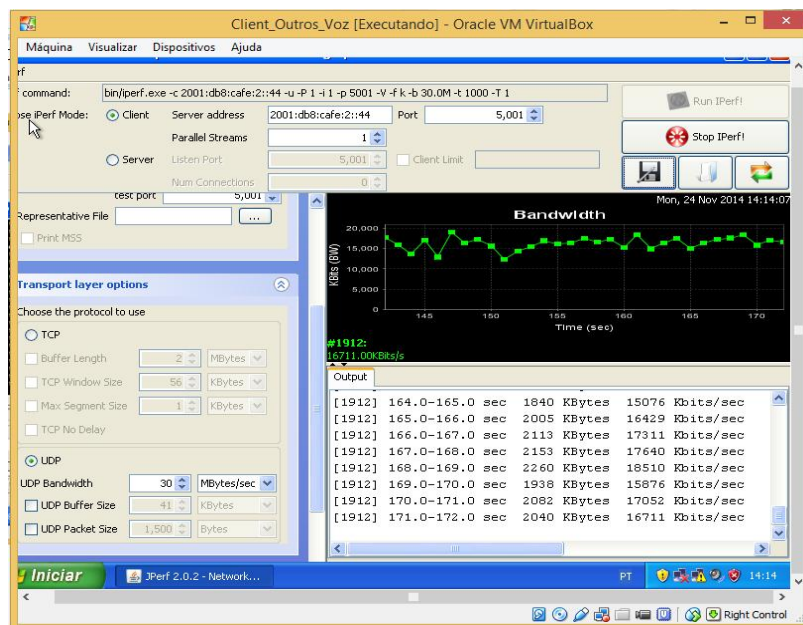 Client_Outros_Voz [Executando] - Oracle VM VirtualBox
Máquina Visualizar Dispositivos Ajuda
rf
command: bin/iperf.exe -c 2001:db8:cafe:2::44 -u -P 1 -i 1 -p 5001 -V -f k -b 30.0M -t 1000 -T 1
ose iPerf Mode: Client Server address 2001:db8:cafe:2::44 Port 5,001
Parallel Streams 1
Server Listen Port 5,001 Client Limit
Num Connections 0
Run IPerf!
Stop IPerf!
test port 5,001
Representative File ...
Print MSS
Transport layer options
Choose the protocol to use
TCP
Buffer Length 2 MBytes
TCP Window Size 56 KBytes
Max Segment Size 1 KBytes
TCP No Delay
UDP
UDP Bandwidth 30 MBytes/sec
UDP Buffer Size 41 KBytes
UDP Packet Size 1,500 Bytes
Mon, 24 Nov 2014 14:14:07
Bandwidth
KBits (BW)
20,000
15,000
10,000
5,000
0
145 150 155 160 165 170
Time (sec)
#1912:
16711.00KBits/s
Output
[1912] 164.0-165.0 sec 1840 KBytes 15076 Kbits/sec
[1912] 165.0-166.0 sec 2005 KBytes 16429 Kbits/sec
[1912] 166.0-167.0 sec 2113 KBytes 17311 Kbits/sec
[1912] 167.0-168.0 sec 2153 KBytes 17640 Kbits/sec
[1912] 168.0-169.0 sec 2260 KBytes 18510 Kbits/sec
[1912] 169.0-170.0 sec 1938 KBytes 15876 Kbits/sec
[1912] 170.0-171.0 sec 2082 KBytes 17052 Kbits/sec
[1912] 171.0-172.0 sec 2040 KBytes 16711 Kbits/sec
Iniciar JPerf 2.0.2 - Network... PT 14:14
Right Control